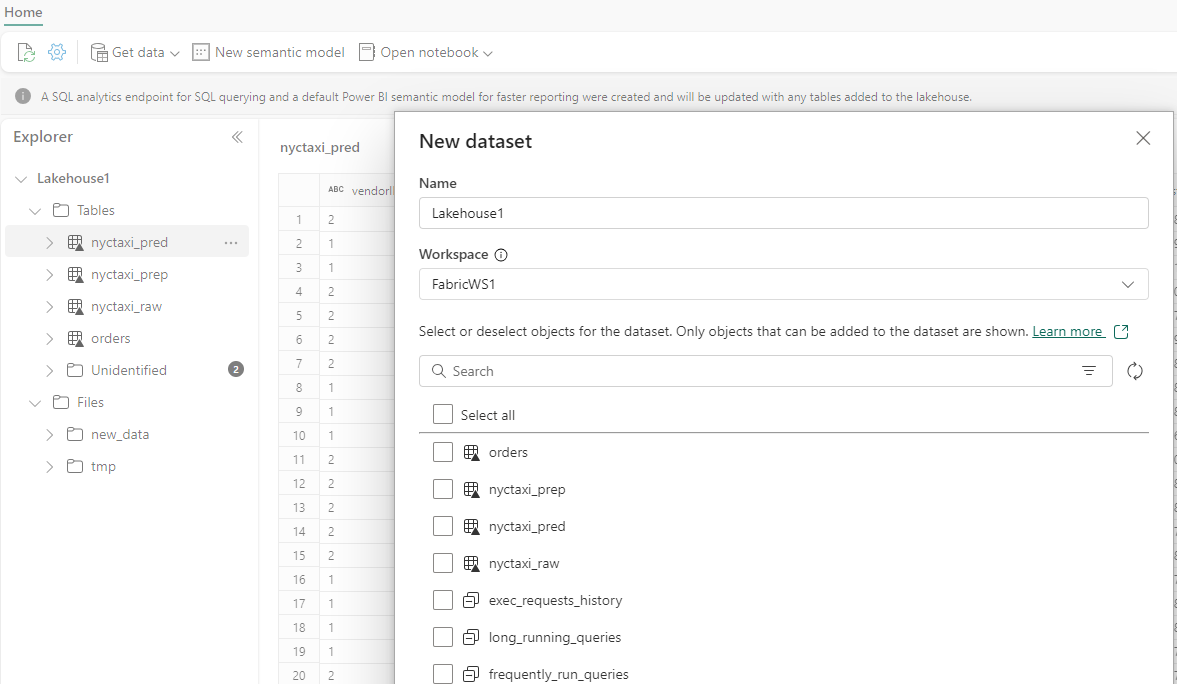 Home
Get data New semantic model Open notebook
A SQL analytics endpoint for SQL querying and a default Power BI semantic model for faster reporting were created and will be updated with any tables added to the lakehouse.
Explorer
Lakehouse1
Tables
nyctaxi_pred
nyctaxi_prep
nyctaxi_raw
orders
Unidentified 2
Files
new_data
tmp
nyctaxi_pred
ABC
1 2
2 1
3 1
4 2
5 2
6 2
7 2
8 1
9 1
10 1
11 2
12 2
13 2
14 2
15 2
16 1
17 1
18 1
19 1
20 2
New dataset
Name
Lakehouse1
Workspace
FabricWS1
Select or deselect objects for the dataset. Only objects that can be added to the dataset are shown. Learn more
Search
Select all
orders
nyctaxi_prep
nyctaxi_pred
nyctaxi_raw
exec_requests_history
long_running_queries
frequently_run_queries